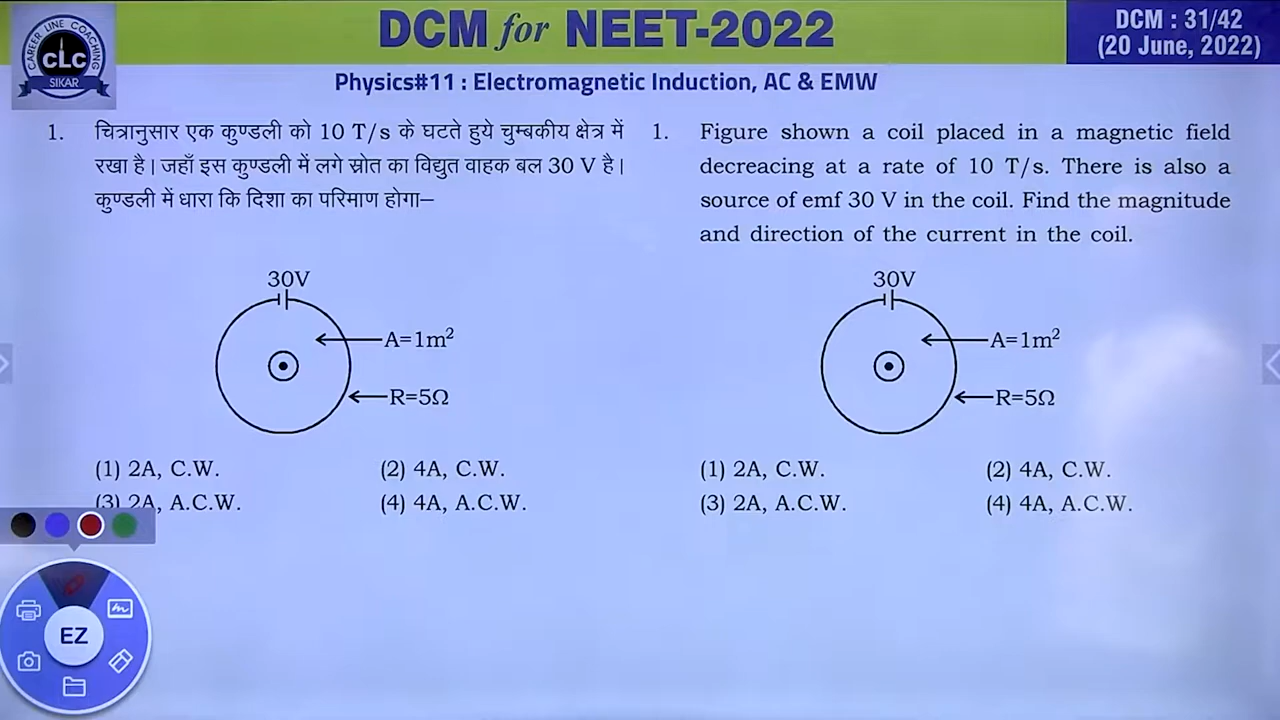 CAREER LINE COACHING
CLC
SIKAR
DCM for NEET-2022
DCM : 31/42
(20 June, 2022)
Physics#11 : Electromagnetic Induction, AC & EMW
1. चित्रानुसार एक कुण्डली को 10 T/s के घटते हुये चुम्बकीय क्षेत्र में
रखा है। जहाँ इस कुण्डली में लगे स्रोत का विद्युत वाहक बल 30 V है।
कुण्डली में धारा कि दिशा का परिमाण होगा–
30V
A=1m²
R=5Ω
(1) 2A, C.W. (2) 4A, C.W.
(3) 2A, A.C.W. (4) 4A, A.C.W.
1. Figure shown a coil placed in a magnetic field
decreacing at a rate of 10 T/s. There is also a
source of emf 30 V in the coil. Find the magnitude
and direction of the current in the coil.
30V
A=1m²
R=5Ω
(1) 2A, C.W. (2) 4A, C.W.
(3) 2A, A.C.W. (4) 4A, A.C.W.
EZ